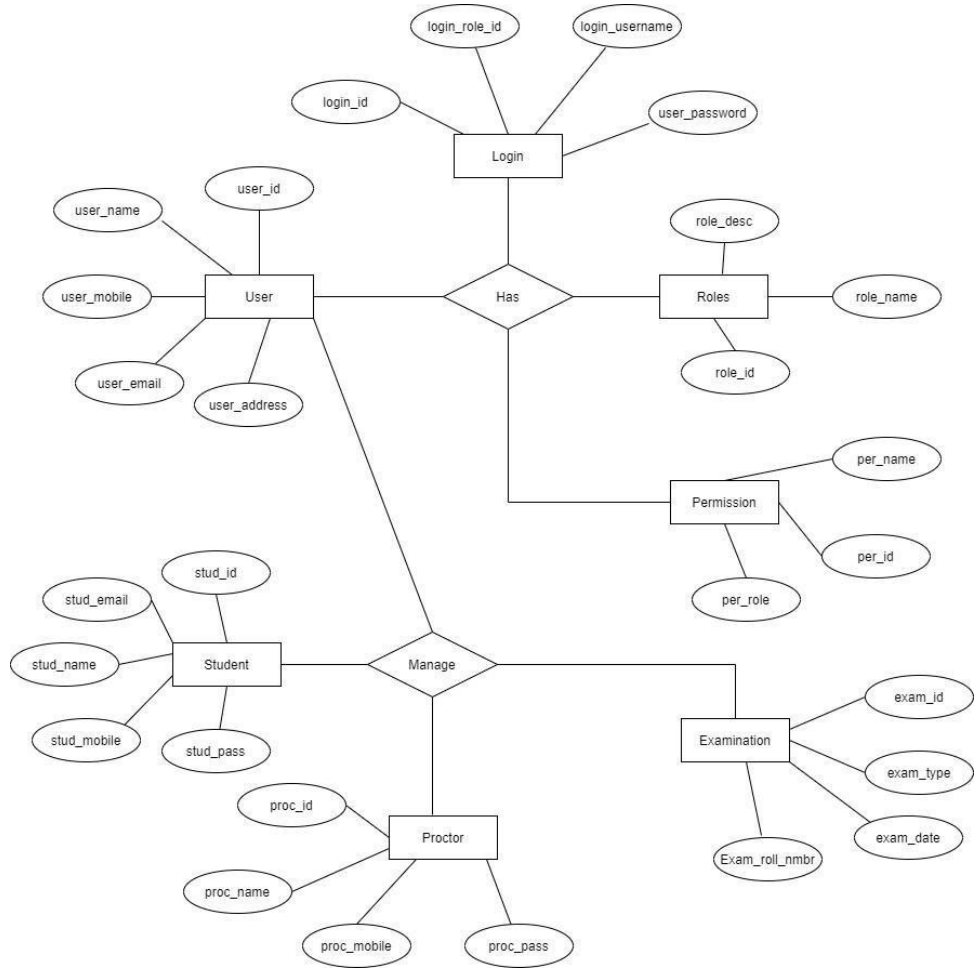 login_role_id
login_username
login_id
user_password
Login
user_id
user_name
role_desc
user_mobile
User
Has
Roles
role_name
user_email
user_address
role_id
per_name
Permission
per_id
per_role
stud_id
stud_email
stud_name
Student
Manage
stud_mobile
stud_pass
exam_id
Examination
exam_type
exam_date
Exam_roll_nmbr
proc_id
Proctor
proc_name
proc_mobile
proc_pass